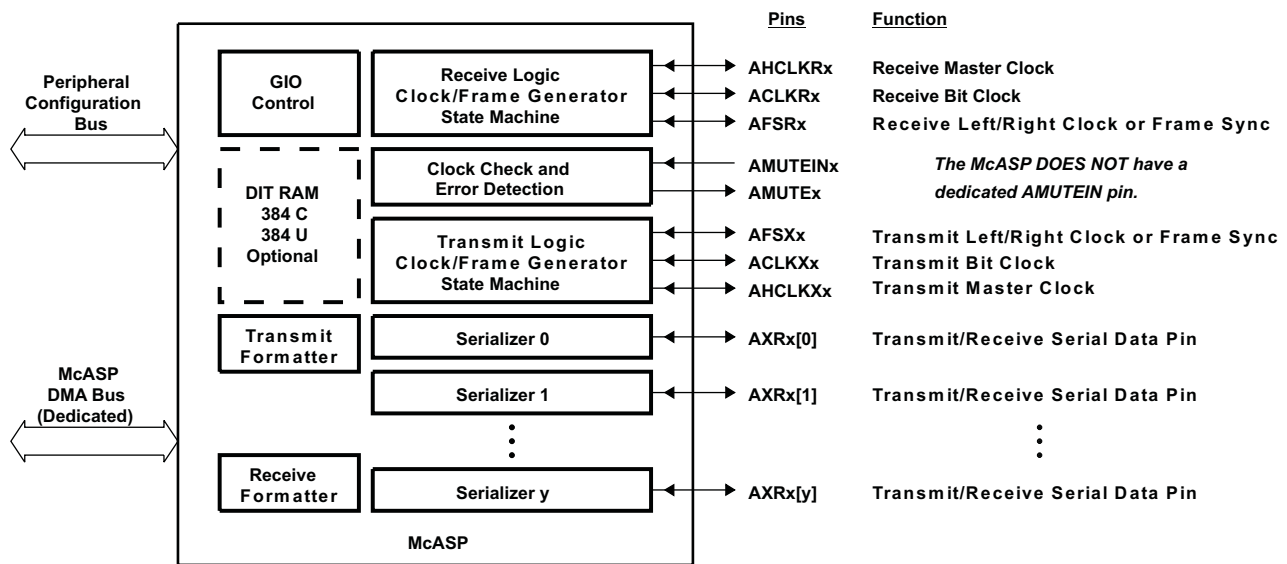 Pins Function
Peripheral
Configuration
Bus
GIO
Control
Receive Logic
Clock/Frame Generator
State Machine
AHCLKRx Receive Master Clock
ACLKRx Receive Bit Clock
AFSRx Receive Left/Right Clock or Frame Sync
DIT RAM
384 C
384 U
Optional
Clock Check and
Error Detection
AMUTEINx
AMUTEx
The McASP DOES NOT have a
dedicated AMUTEIN pin.
Transmit Logic
Clock/Frame Generator
State Machine
AFSXx Transmit Left/Right Clock or Frame Sync
ACLKXx Transmit Bit Clock
AHCLKXx Transmit Master Clock
Transmit
Formatter
Serializer 0
AXRx[0] Transmit/Receive Serial Data Pin
McASP
DMA Bus
(Dedicated)
Serializer 1
AXRx[1] Transmit/Receive Serial Data Pin
Receive
Formatter
Serializer y
AXRx[y] Transmit/Receive Serial Data Pin
McASP